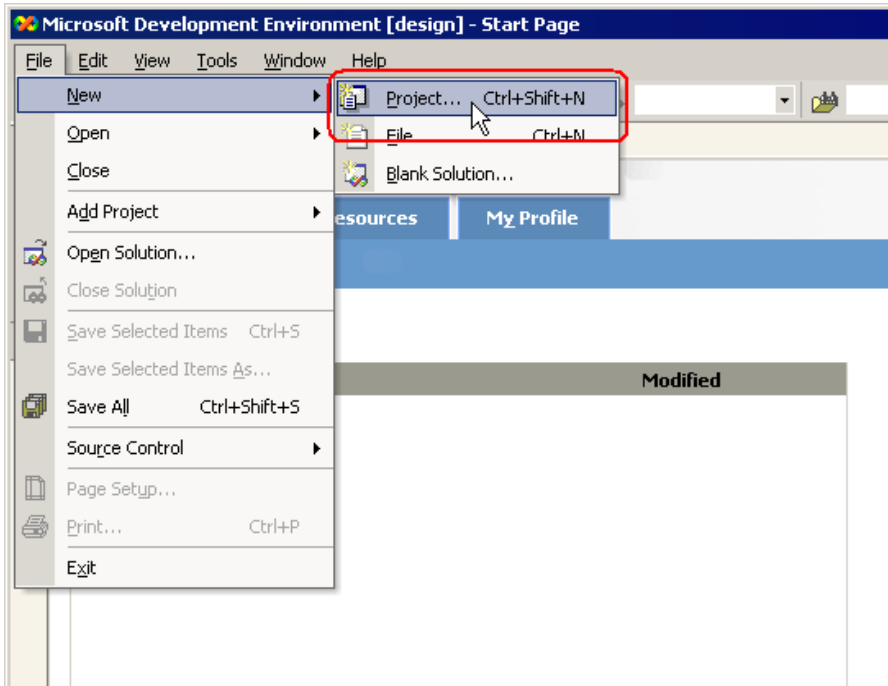 Microsoft Development Environment [design] - Start Page
File Edit View Tools Window Help
New
Project... Ctrl+Shift+N
Open
File... Ctrl+N
Close
Blank Solution...
Add Project
esources
My Profile
Open Solution...
Close Solution
Save Selected Items Ctrl+S
Save Selected Items As...
Modified
Save All Ctrl+Shift+S
Source Control
Page Setup...
Print... Ctrl+P
Exit